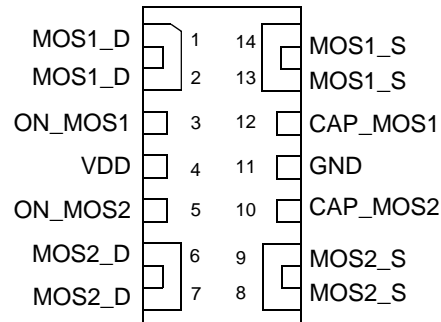 MOS1_D 1 14 MOS1_S
MOS1_D 2 13 MOS1_S
ON_MOS1 3 12 CAP_MOS1
VDD 4 11 GND
ON_MOS2 5 10 CAP_MOS2
MOS2_D 6 9 MOS2_S
MOS2_D 7 8 MOS2_S